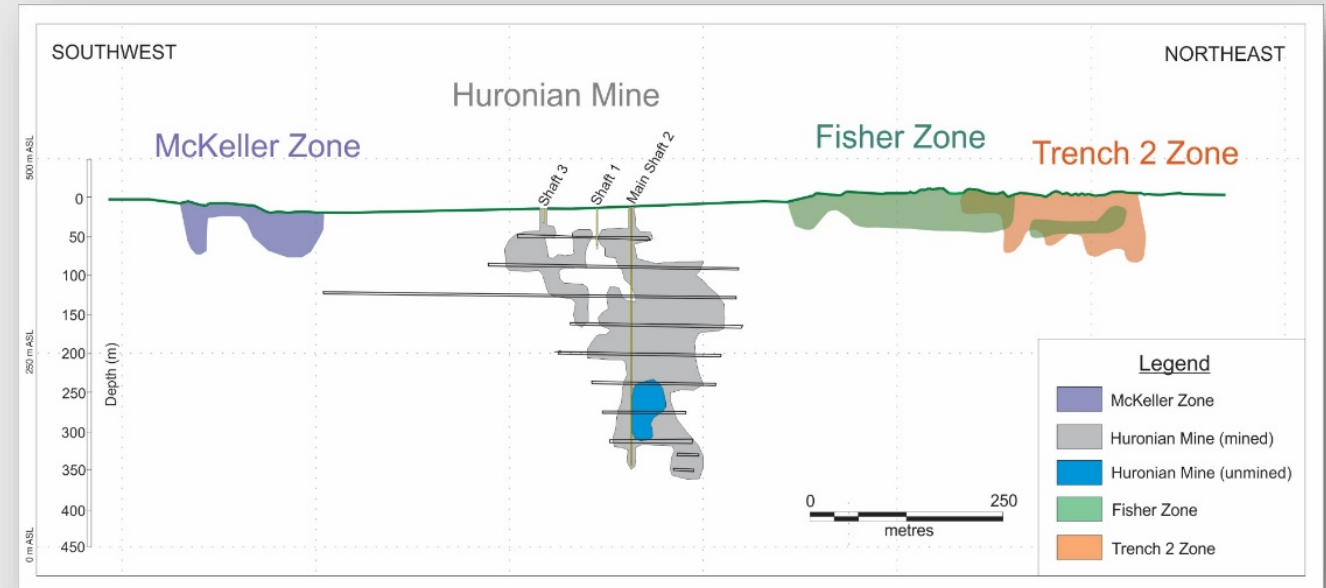 SOUTHWEST
NORTHEAST
Huronian Mine
McKeller Zone
Fisher Zone
Trench 2 Zone
Shaft 3
Shaft 1
Main Shaft 2
500 m ASL
250 m ASL
0 m ASL
Depth (m)
0
50
100
150
200
250
300
350
400
450
0 250
metres
Legend
McKeller Zone
Huronian Mine (mined)
Huronian Mine (unmined)
Fisher Zone
Trench 2 Zone